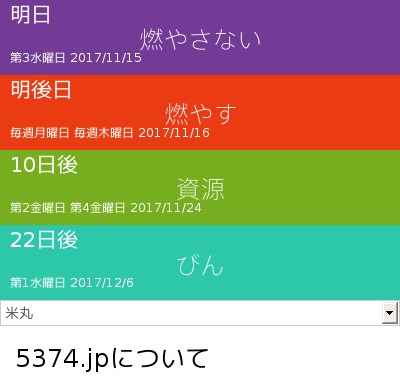 明日
燃やさない
第3水曜日 2017/11/15
明後日
燃やす
毎週月曜日 毎週木曜日 2017/11/16
10日後
資源
第2金曜日 第4金曜日 2017/11/24
22日後
びん
第1水曜日 2017/12/6
米丸
5374.jpについて